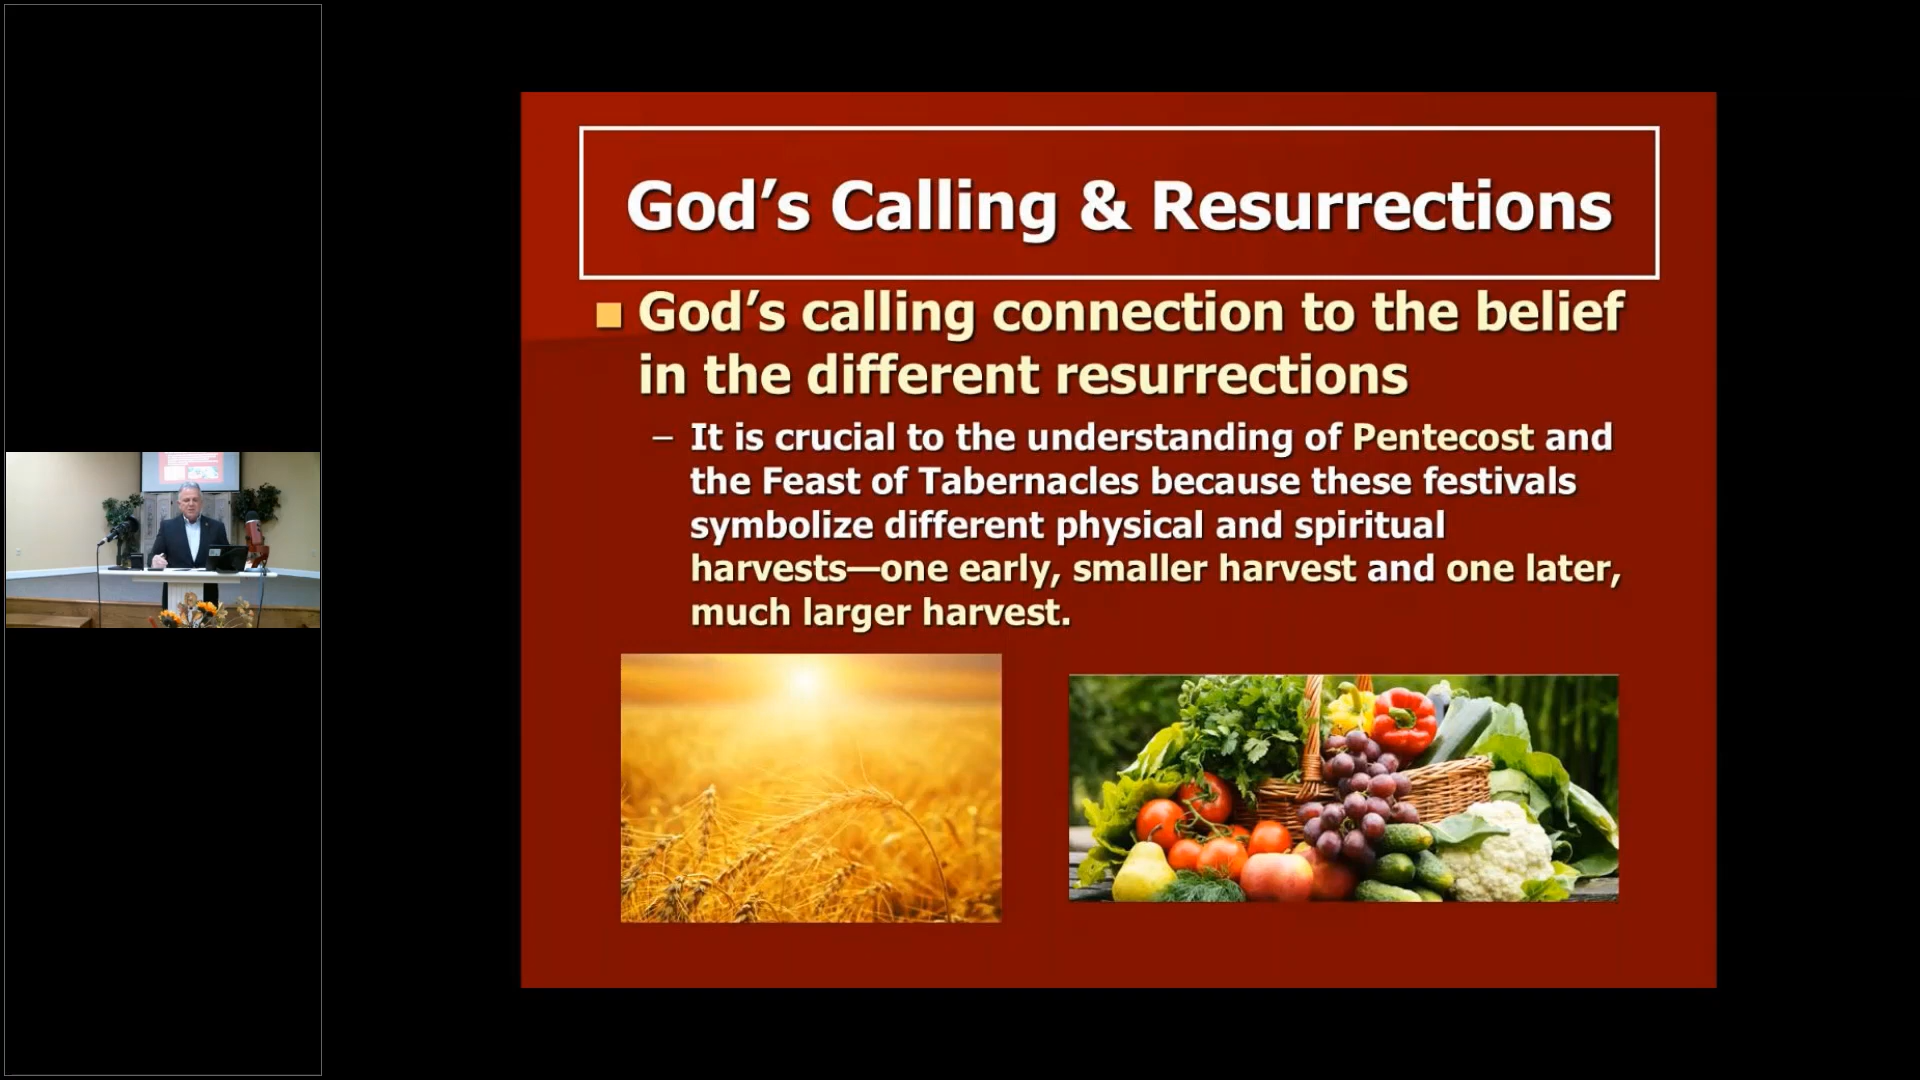 God’s Calling & Resurrections
■ God’s calling connection to the belief
in the different resurrections
– It is crucial to the understanding of Pentecost and
the Feast of Tabernacles because these festivals
symbolize different physical and spiritual
harvests—one early, smaller harvest and one later,
much larger harvest.